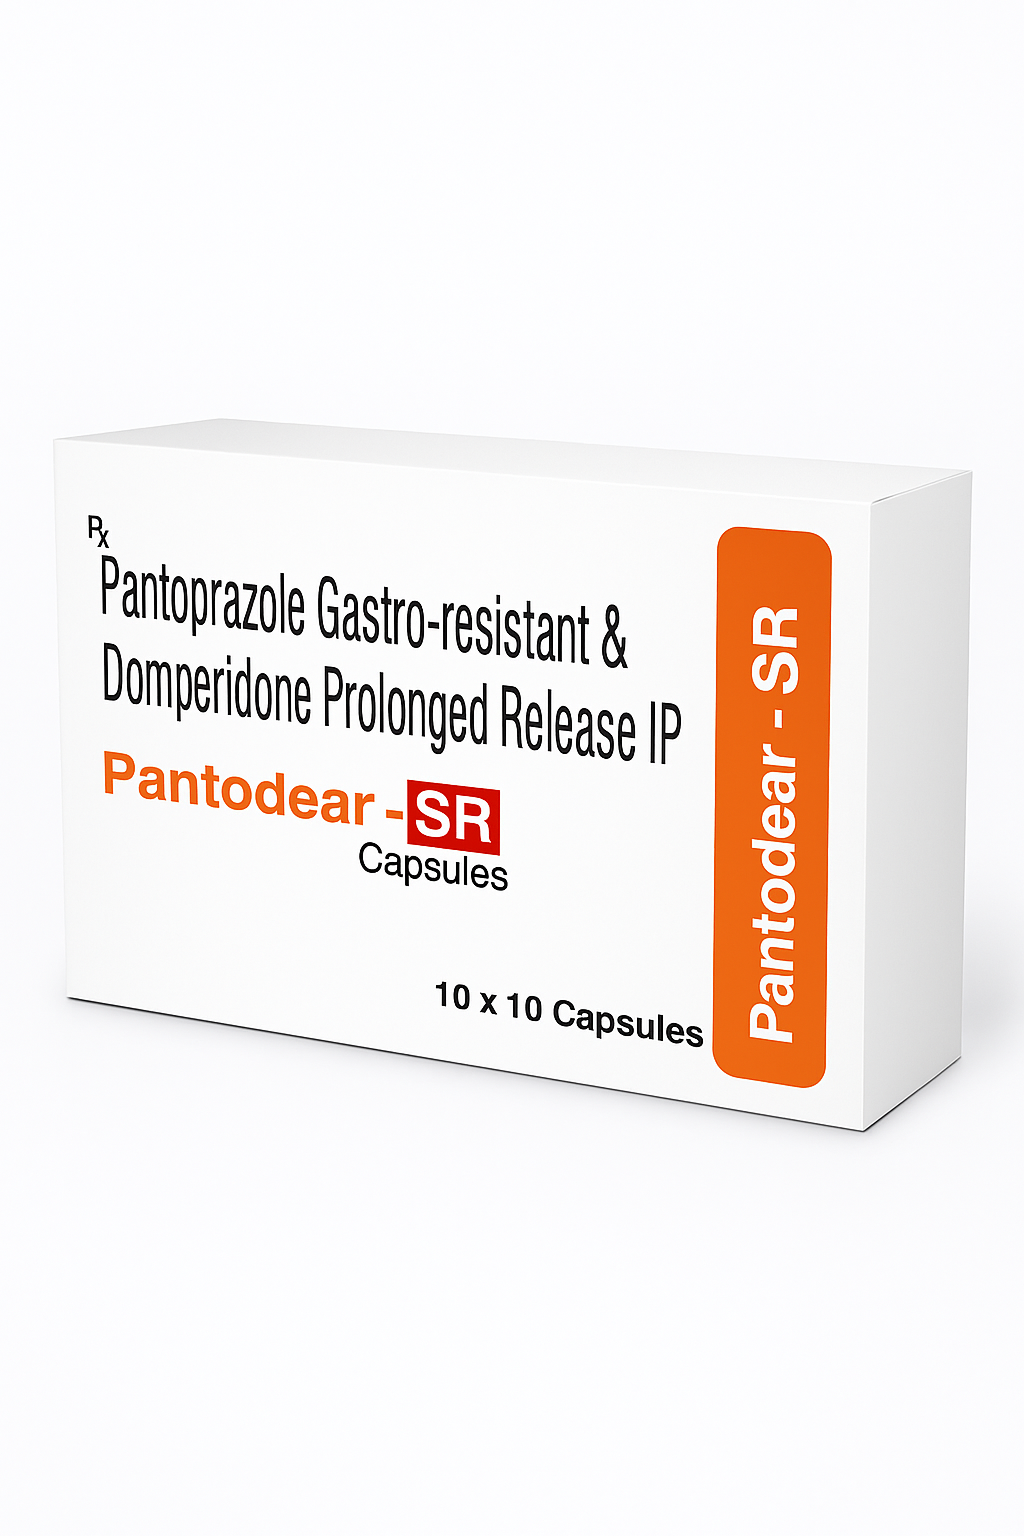 Rx
Pantoprazole Gastro-resistant &
Domperidone Prolonged Release IP
Pantodear - SR
Capsules
10 x 10 Capsules
Pantodear - SR